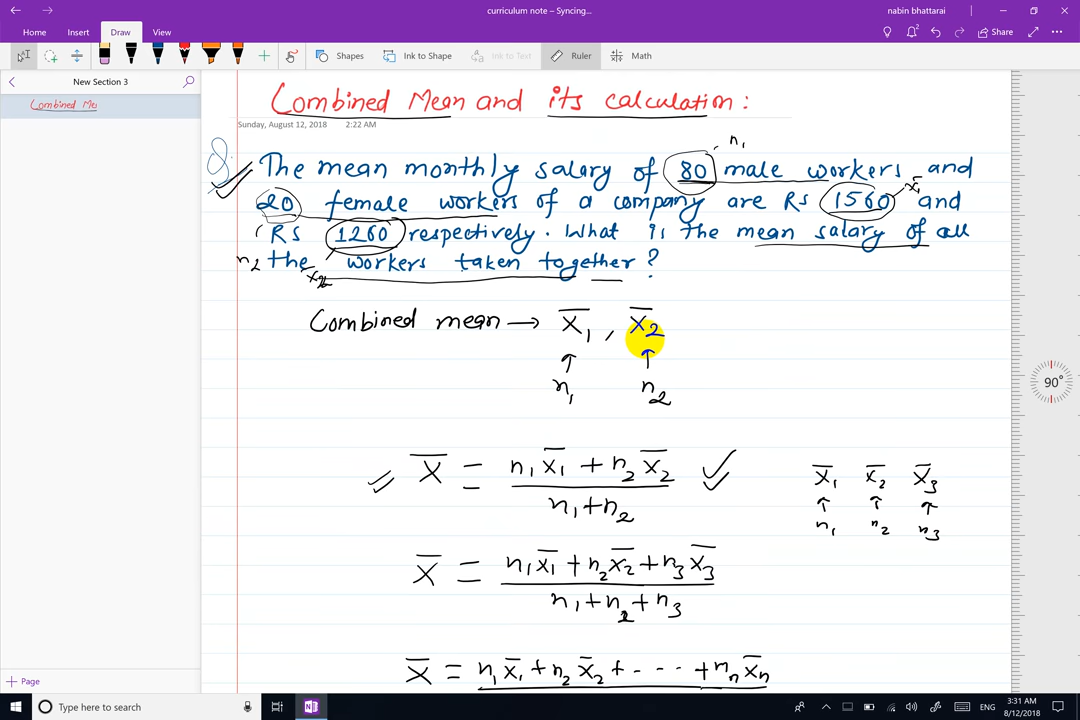 curriculum note - Syncing...
nabin bhattarai
Home Insert Draw View
Share
Shapes
Ink to Shape
Ink to Text
Ruler
Math
New Section 3
Combined Me
Combined Mean and its calculation:
Sunday, August 12, 2018 2:22 AM
n₁
Q. The mean monthly salary of 80 male workers and
x̄₁
20 female workers of a company are Rs 1560 and
Rs 1260 respectively. What is the mean salary of all
n₂ the workers taken together?
x̄₂
Combined mean → X̄₁, X̄₂
↑ ↑
n₁ n₂
X̄ = (n₁x̄₁ + n₂x̄₂) / (n₁ + n₂)
x̄₁ x̄₂ x̄₃
↑ ↑ ↑
n₁ n₂ n₃
X̄ = (n₁x̄₁ + n₂x̄₂ + n₃x̄₃) / (n₁ + n₂ + n₃)
X̄ = n₁x̄₁ + n₂x̄₂ + - - - - + nₙx̄ₙ
90°
+ Page
Type here to search
ENG
3:31 AM
8/12/2018